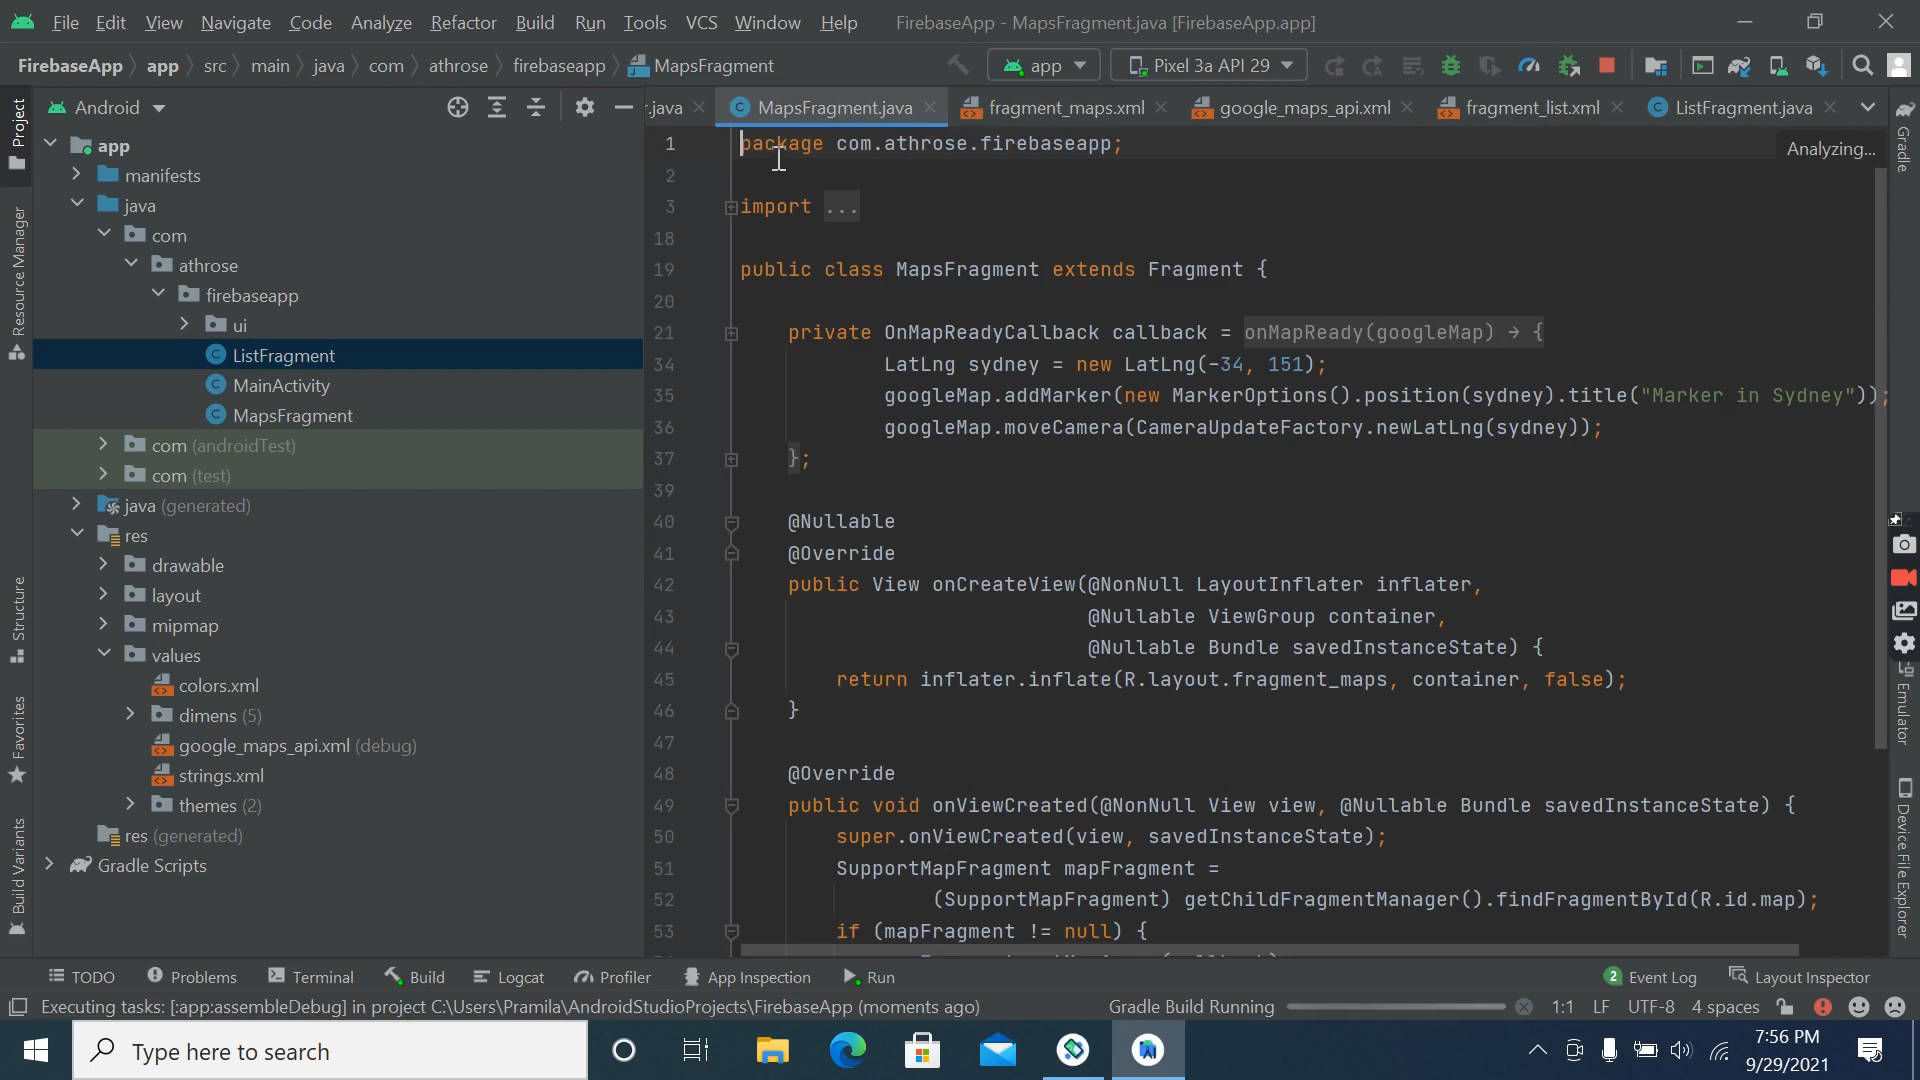 File Edit View Navigate Code Analyze Refactor Build Run Tools VCS Window Help FirebaseApp - MapsFragment.java [FirebaseApp.app]
FirebaseApp app src main java com athrose firebaseapp MapsFragment app Pixel 3a API 29
Android .java MapsFragment.java fragment_maps.xml google_maps_api.xml fragment_list.xml ListFragment.java
Project
Resource Manager
Structure
Favorites
Build Variants
app
manifests
java
com
athrose
firebaseapp
ui
ListFragment
MainActivity
MapsFragment
com (androidTest)
com (test)
java (generated)
res
drawable
layout
mipmap
values
colors.xml
dimens (5)
google_maps_api.xml (debug)
strings.xml
themes (2)
res (generated)
Gradle Scripts
1 package com.athrose.firebaseapp;
2
3 import ...
18
19 public class MapsFragment extends Fragment {
20
21 private OnMapReadyCallback callback = onMapReady(googleMap) → {
34 LatLng sydney = new LatLng(-34, 151);
35 googleMap.addMarker(new MarkerOptions().position(sydney).title("Marker in Sydney"));
36 googleMap.moveCamera(CameraUpdateFactory.newLatLng(sydney));
37 };
39
40 @Nullable
41 @Override
42 public View onCreateView(@NonNull LayoutInflater inflater,
43 @Nullable ViewGroup container,
44 @Nullable Bundle savedInstanceState) {
45 return inflater.inflate(R.layout.fragment_maps, container, false);
46 }
47
48 @Override
49 public void onViewCreated(@NonNull View view, @Nullable Bundle savedInstanceState) {
50 super.onViewCreated(view, savedInstanceState);
51 SupportMapFragment mapFragment =
52 (SupportMapFragment) getChildFragmentManager().findFragmentById(R.id.map);
53 if (mapFragment != null) {
Analyzing...
Gradle
Emulator
Device File Explorer
TODO Problems Terminal Build Logcat Profiler App Inspection Run 2 Event Log Layout Inspector
Executing tasks: [:app:assembleDebug] in project C:\Users\Pramila\AndroidStudioProjects\FirebaseApp (moments ago) Gradle Build Running 1:1 LF UTF-8 4 spaces
Type here to search
7:56 PM
9/29/2021